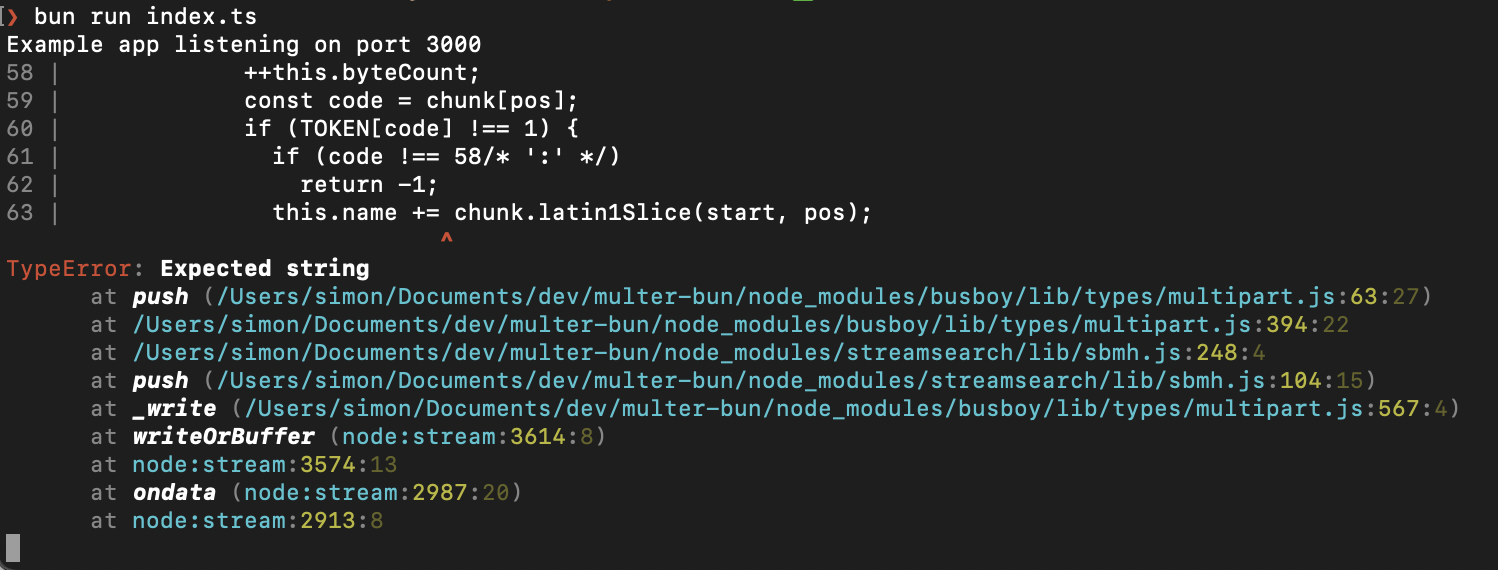 ❯ bun run index.ts
Example app listening on port 3000
58 |             ++this.byteCount;
59 |             const code = chunk[pos];
60 |             if (TOKEN[code] !== 1) {
61 |               if (code !== 58/* ':' */)
62 |                 return -1;
63 |               this.name += chunk.latin1Slice(start, pos);
                               ^
TypeError: Expected string
      at push (/Users/simon/Documents/dev/multer-bun/node_modules/busboy/lib/types/multipart.js:63:27)
      at /Users/simon/Documents/dev/multer-bun/node_modules/busboy/lib/types/multipart.js:394:22
      at /Users/simon/Documents/dev/multer-bun/node_modules/streamsearch/lib/sbmh.js:248:4
      at push (/Users/simon/Documents/dev/multer-bun/node_modules/streamsearch/lib/sbmh.js:104:15)
      at _write (/Users/simon/Documents/dev/multer-bun/node_modules/busboy/lib/types/multipart.js:567:4)
      at writeOrBuffer (node:stream:3614:8)
      at node:stream:3574:13
      at ondata (node:stream:2987:20)
      at node:stream:2913:8